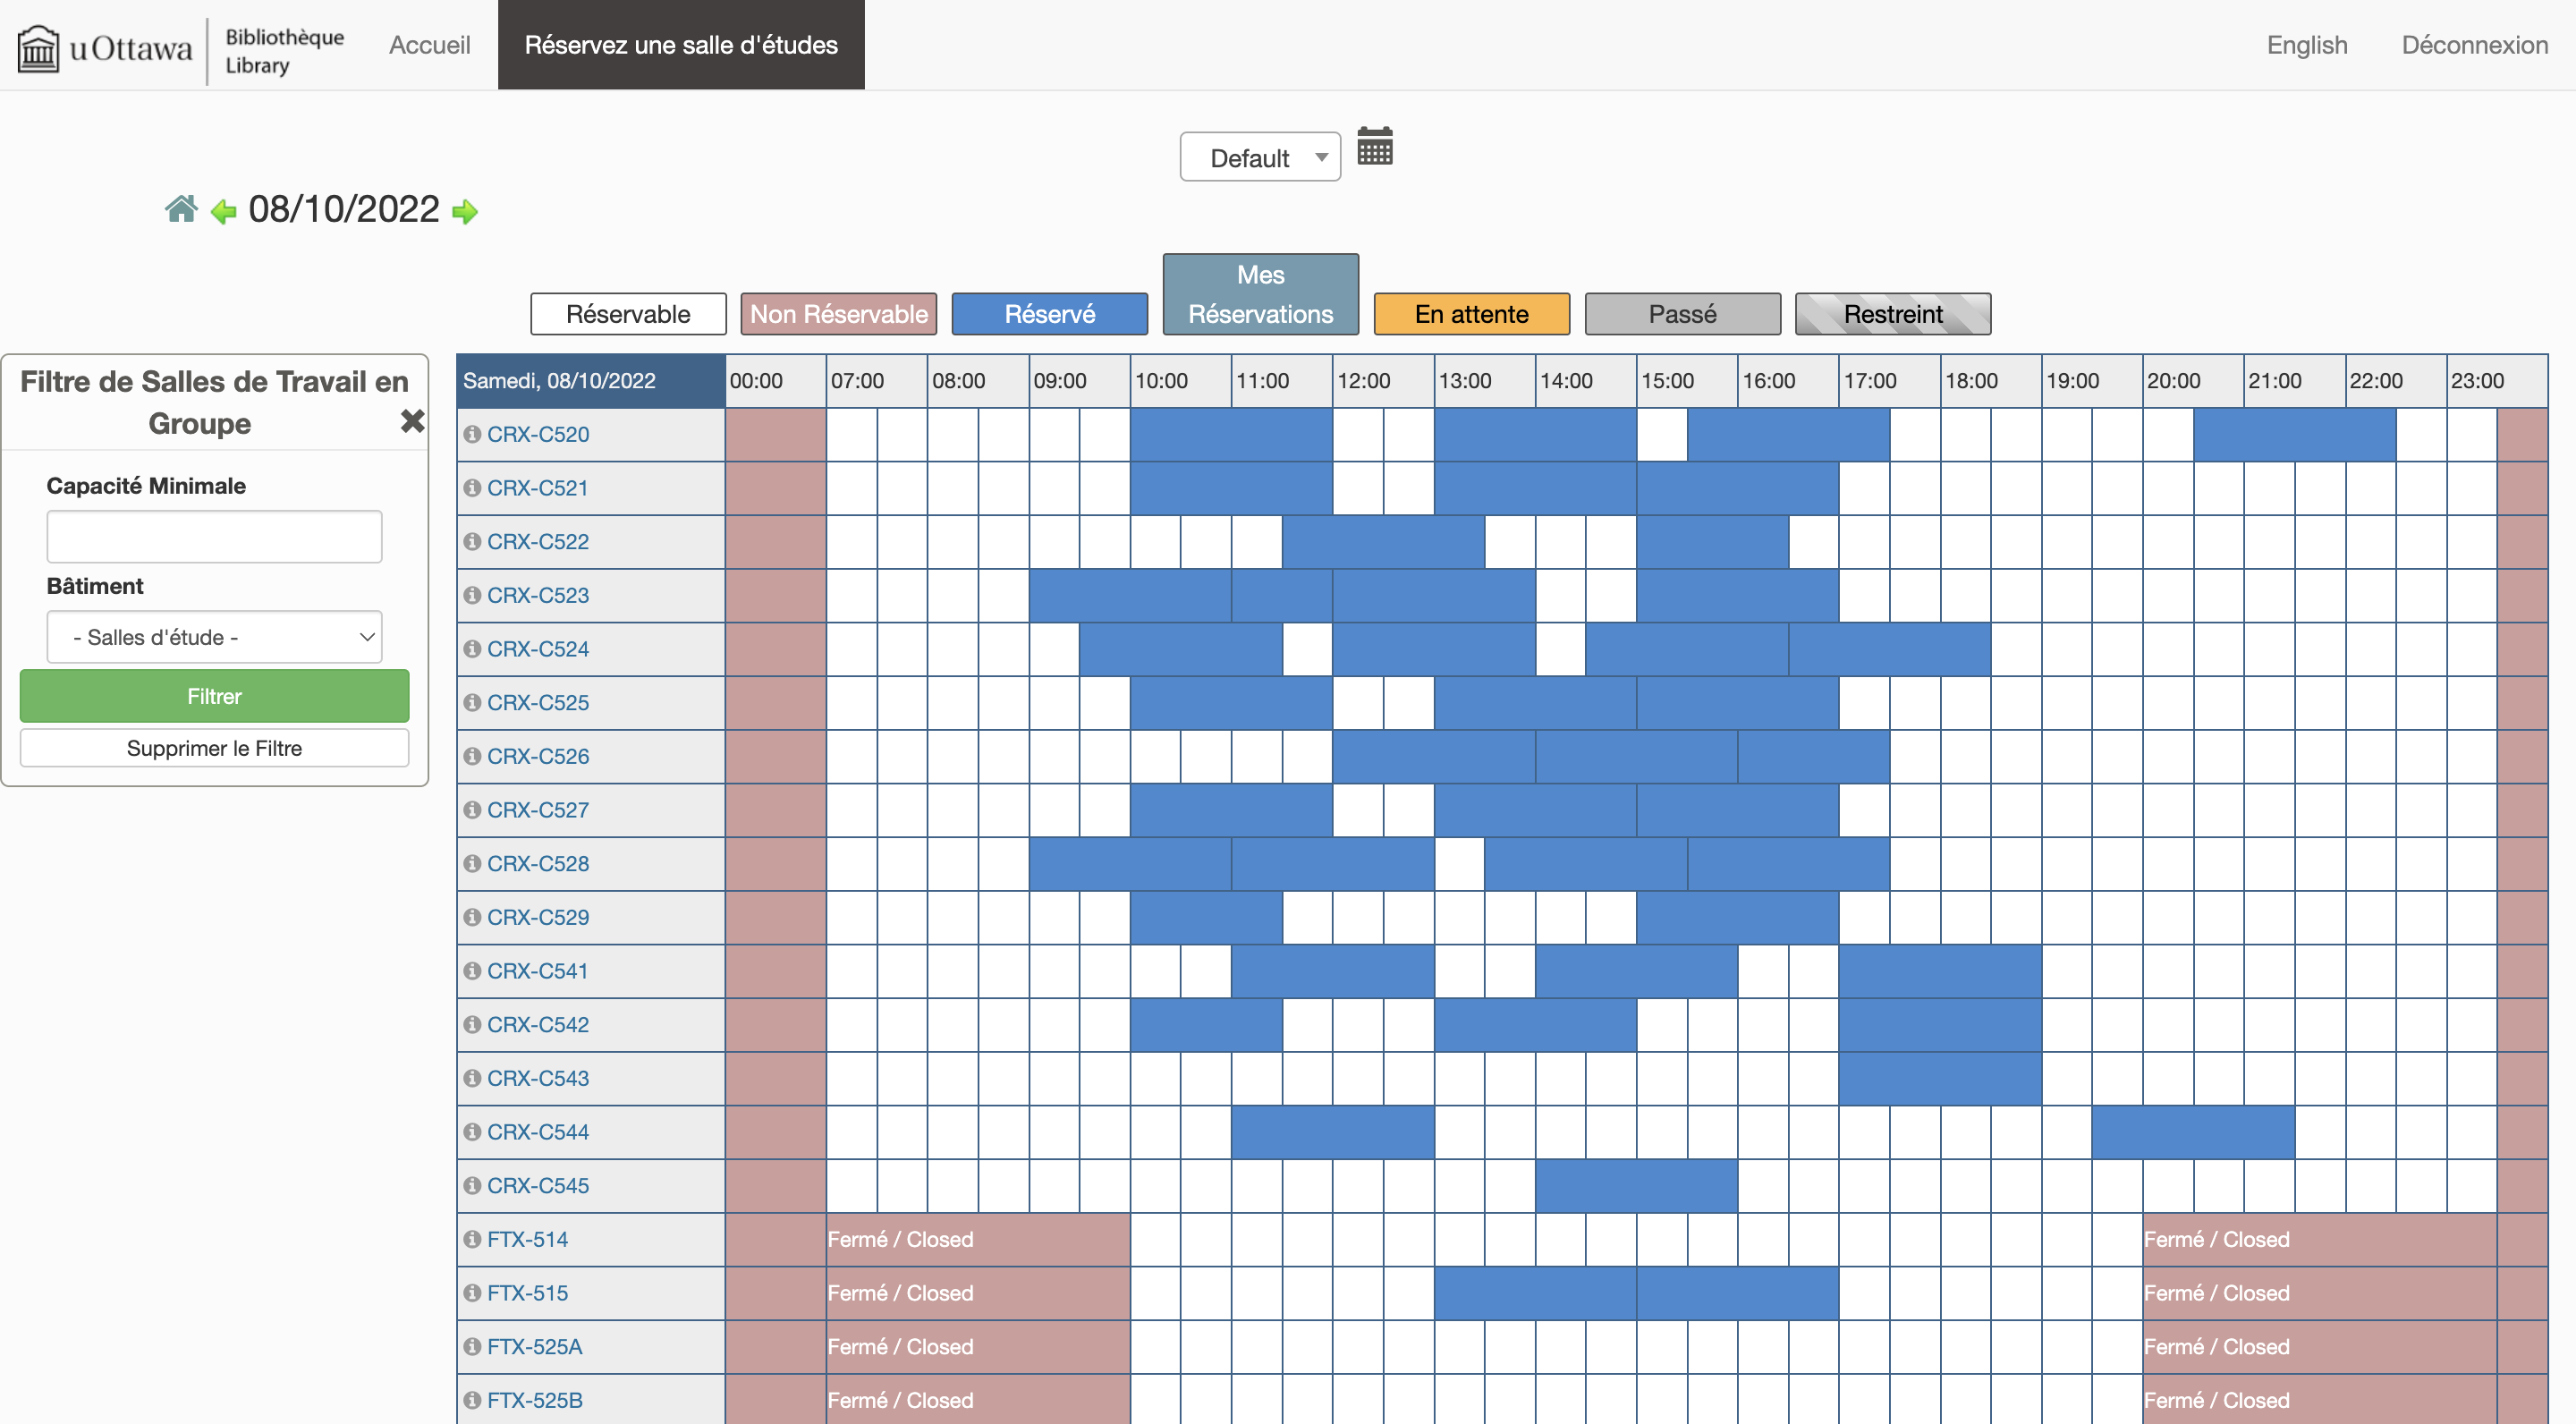 uOttawa
Bibliothèque
Library
Accueil
Réservez une salle d'études
English
Déconnexion
Default
08/10/2022
Réservable
Non Réservable
Réservé
Mes
Réservations
En attente
Passé
Restreint
Filtre de Salles de Travail en
Groupe
Capacité Minimale
Bâtiment
- Salles d'étude -
Filtrer
Supprimer le Filtre
Samedi, 08/10/2022 00:00 07:00 08:00 09:00 10:00 11:00 12:00 13:00 14:00 15:00 16:00 17:00 18:00 19:00 20:00 21:00 22:00 23:00
CRX-C520
CRX-C521
CRX-C522
CRX-C523
CRX-C524
CRX-C525
CRX-C526
CRX-C527
CRX-C528
CRX-C529
CRX-C541
CRX-C542
CRX-C543
CRX-C544
CRX-C545
FTX-514 Fermé / Closed Fermé / Closed
FTX-515 Fermé / Closed Fermé / Closed
FTX-525A Fermé / Closed Fermé / Closed
FTX-525B Fermé / Closed Fermé / Closed